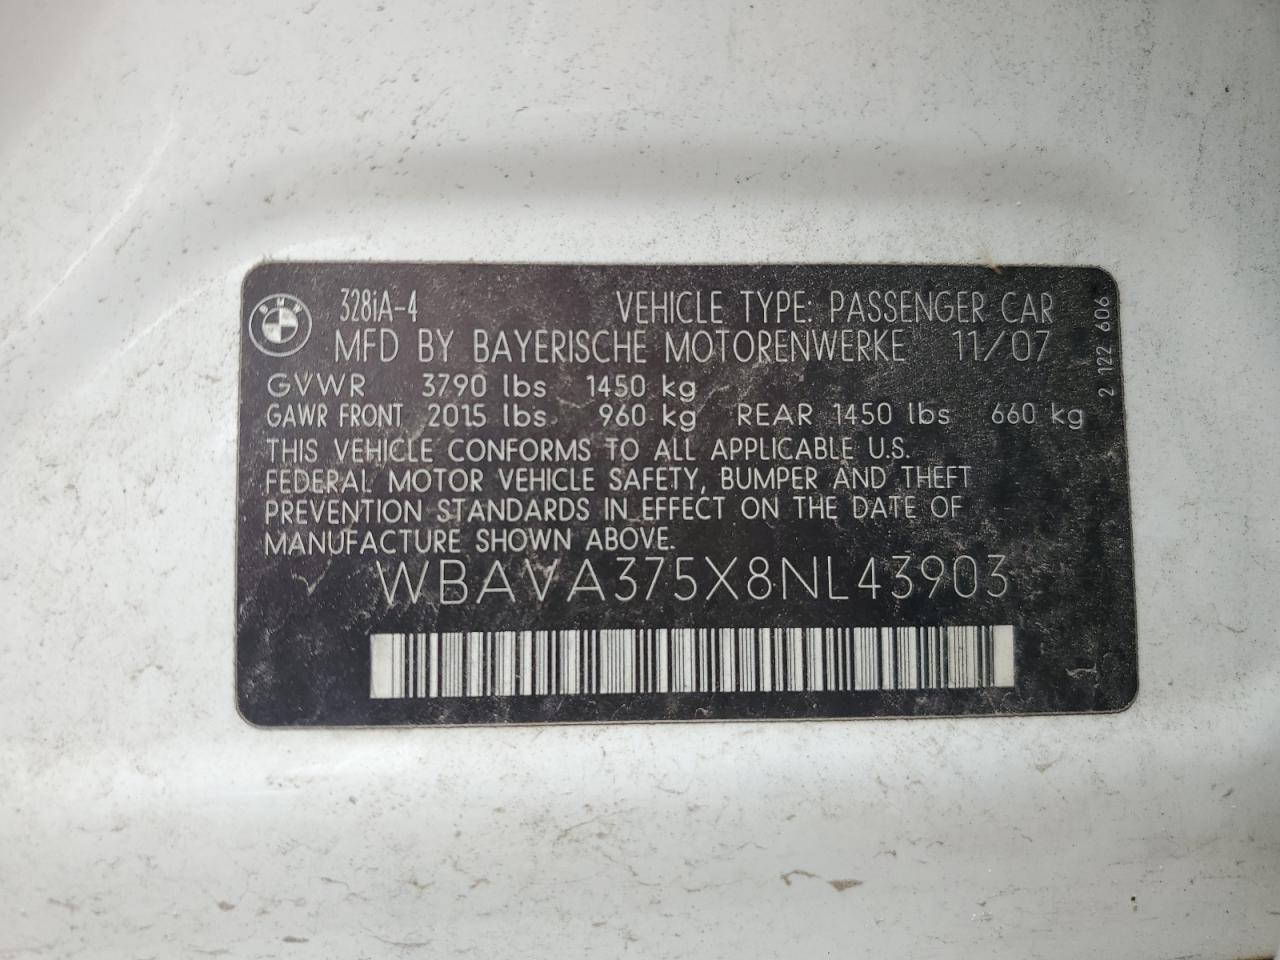 BMW
328iA-4 VEHICLE TYPE: PASSENGER CAR
MFD BY BAYERISCHE MOTORENWERKE 11/07
GVWR 3790 lbs 1450 kg
GAWR FRONT 2015 lbs 960 kg REAR 1450 lbs 660 kg
THIS VEHICLE CONFORMS TO ALL APPLICABLE U.S.
FEDERAL MOTOR VEHICLE SAFETY, BUMPER AND THEFT
PREVENTION STANDARDS IN EFFECT ON THE DATE OF
MANUFACTURE SHOWN ABOVE.
WBAVA375X8NL43903
2 122 606